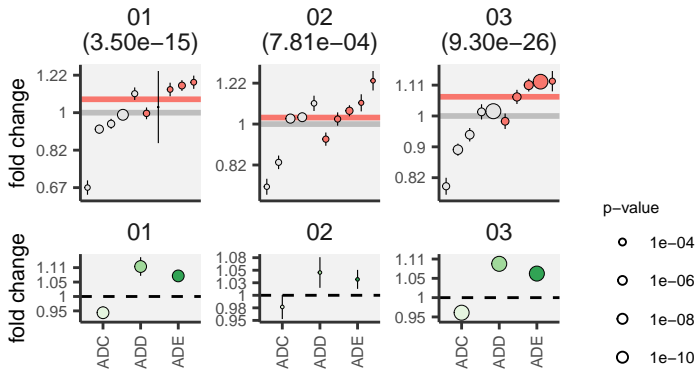 01
(3.50e−15)
02
(7.81e−04)
03
(9.30e−26)
fold change
1.22
1
0.82
0.67
1.22
1
0.82
1.11
1
0.9
0.82
01
02
03
fold change
1.11
1.05
1
0.95
1.08
1.05
1.03
1
0.98
0.95
1.11
1.05
1
0.95
ADC
ADD
ADE
ADC
ADD
ADE
ADC
ADD
ADE
p−value
1e−04
1e−06
1e−08
1e−10